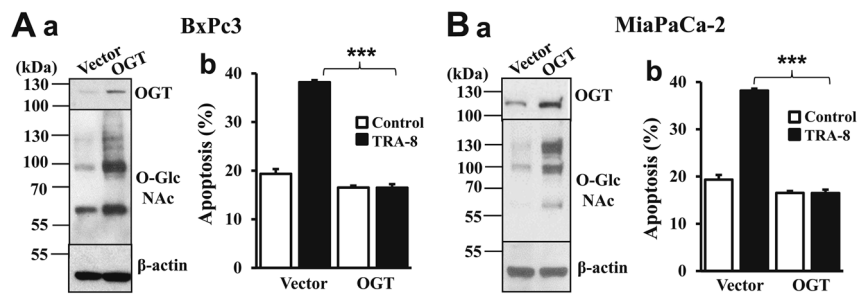 A a
BxPc3
(kDa)
Vector
OGT
130
100
OGT
130
100
70
55
O-Glc
NAc
55
β-actin
b
***
Apoptosis (%)
40
30
20
10
0
Control
TRA-8
Vector
OGT
B a
MiaPaCa-2
(kDa)
Vector
OGT
130
100
OGT
130
100
70
55
O-Glc
NAc
55
β-actin
b
***
Apoptosis (%)
40
30
20
10
0
Control
TRA-8
Vector
OGT